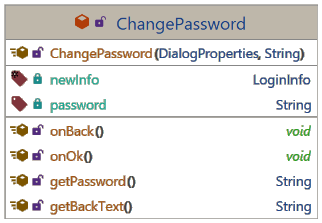 ChangePassword
ChangePassword(DialogProperties, String)
newInfo LoginInfo
password String
onBack() void
onOk() void
getPassword() String
getBackText() String